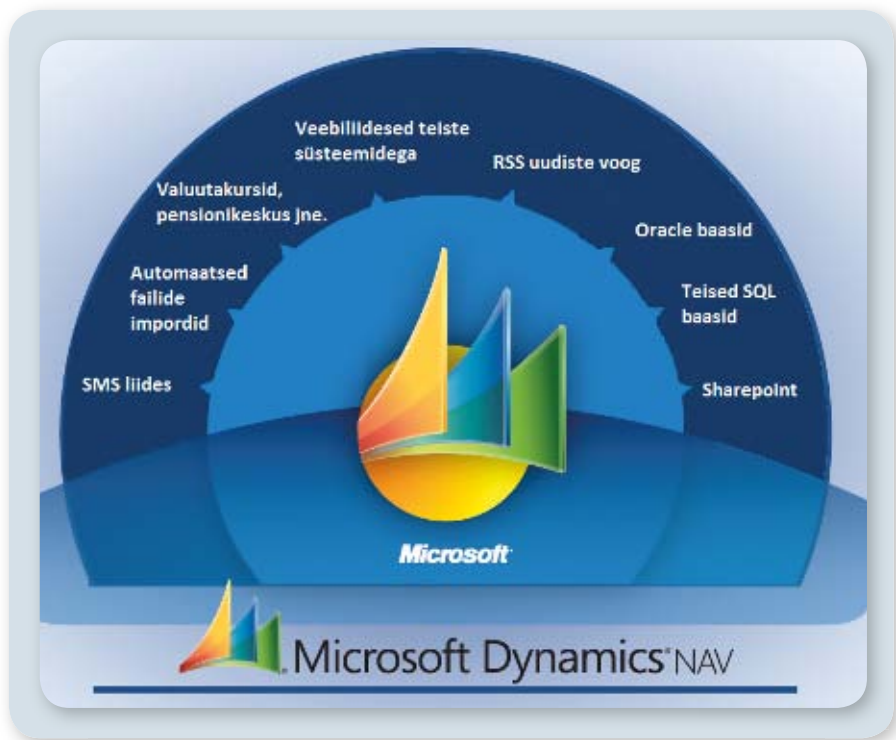 Veebiliidesed teiste
süsteemidega
RSS uudiste voog
Valuutakursid,
pensionikeskus jne.
Oracle baasid
Automaatsed
failide
impordid
Teised SQL
baasid
SMS liides
Sharepoint
Microsoft
Microsoft Dynamics® NAV